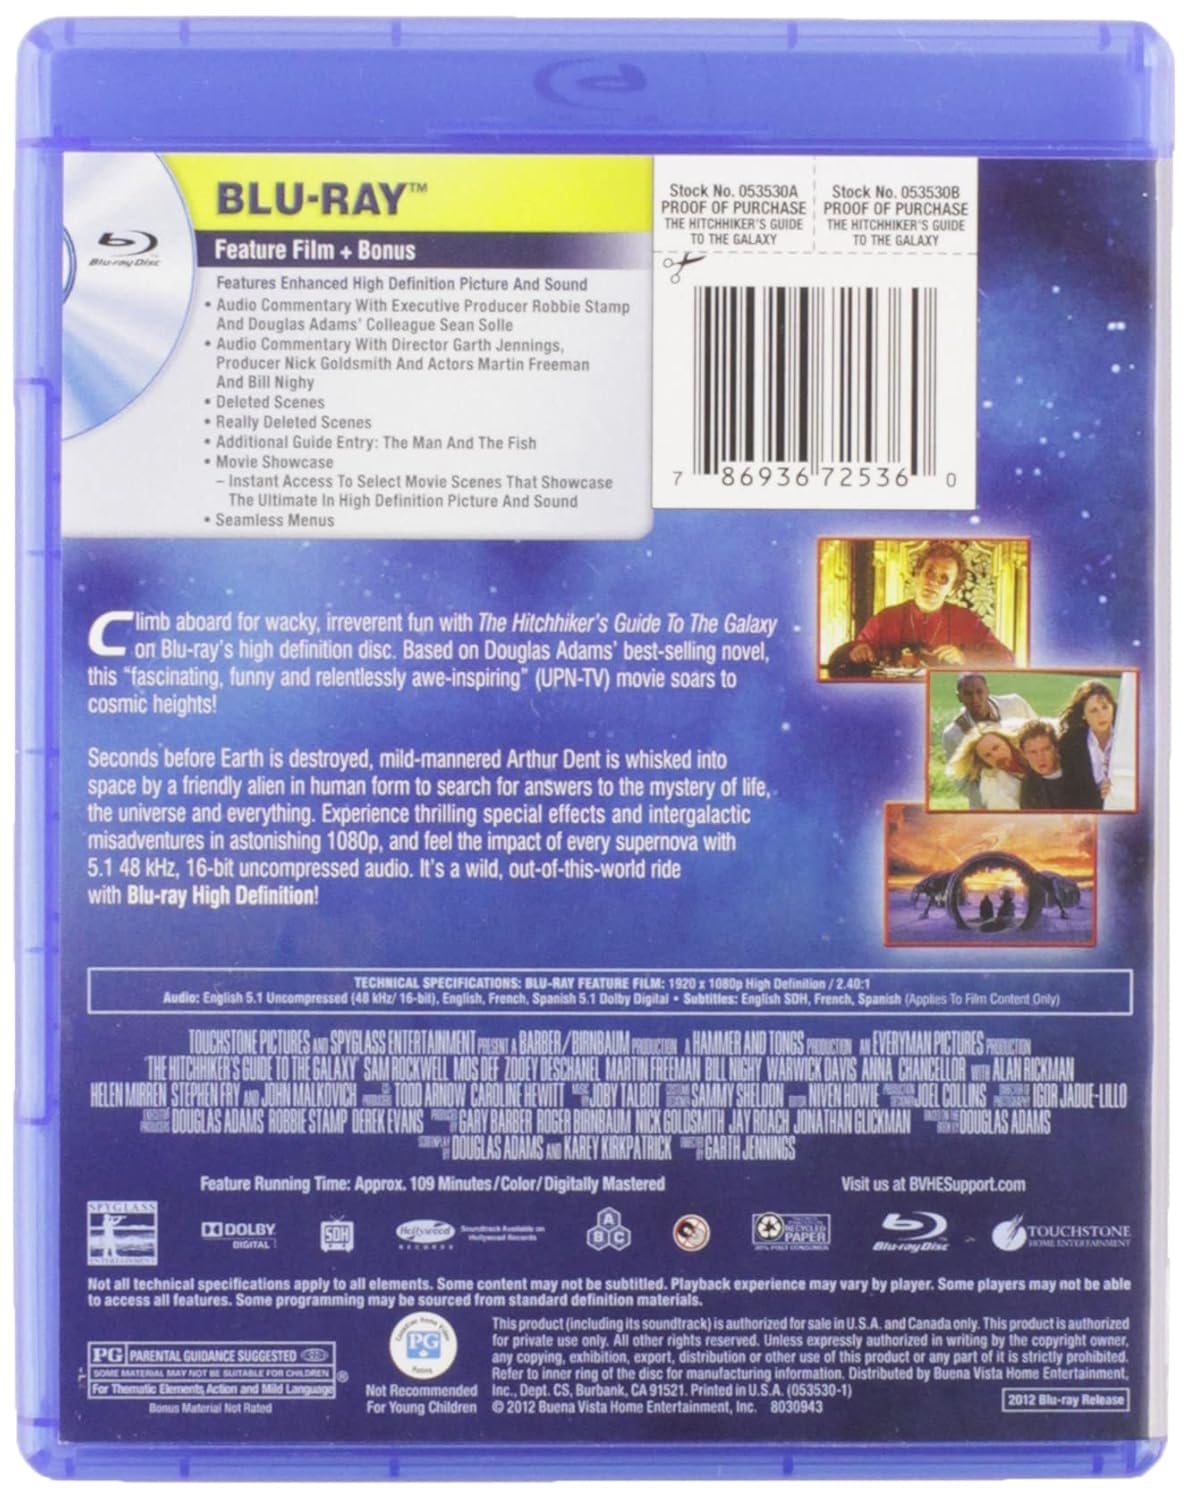 BLU-RAY™
Feature Film + Bonus
Features Enhanced High Definition Picture And Sound
• Audio Commentary With Executive Producer Robbie Stamp
And Douglas Adams' Colleague Sean Solle
• Audio Commentary With Director Garth Jennings,
Producer Nick Goldsmith And Actors Martin Freeman
And Bill Nighy
• Deleted Scenes
• Really Deleted Scenes
• Additional Guide Entry: The Man And The Fish
• Movie Showcase
– Instant Access To Select Movie Scenes That Showcase
The Ultimate In High Definition Picture And Sound
• Seamless Menus
Blu-ray Disc
Stock No. 053530A
PROOF OF PURCHASE
THE HITCHHIKER'S GUIDE
TO THE GALAXY
Stock No. 053530B
PROOF OF PURCHASE
THE HITCHHIKER'S GUIDE
TO THE GALAXY
7 86936 72536 0
Climb aboard for wacky, irreverent fun with The Hitchhiker's Guide To The Galaxy
on Blu-ray's high definition disc. Based on Douglas Adams' best-selling novel,
this "fascinating, funny and relentlessly awe-inspiring" (UPN-TV) movie soars to
cosmic heights!
Seconds before Earth is destroyed, mild-mannered Arthur Dent is whisked into
space by a friendly alien in human form to search for answers to the mystery of life,
the universe and everything. Experience thrilling special effects and intergalactic
misadventures in astonishing 1080p, and feel the impact of every supernova with
5.1 48 kHz, 16-bit uncompressed audio. It's a wild, out-of-this-world ride
with Blu-ray High Definition!
TECHNICAL SPECIFICATIONS: BLU-RAY FEATURE FILM: 1920 x 1080p High Definition / 2.40:1
Audio: English 5.1 Uncompressed (48 kHz/ 16-bit), English, French, Spanish 5.1 Dolby Digital • Subtitles: English SDH, French, Spanish (Applies To Film Content Only)
TOUCHSTONE PICTURES AND SPYGLASS ENTERTAINMENT PRESENT A BARBER/BIRNBAUM PRODUCTION A HAMMER AND TONGS PRODUCTION AN EVERYMAN PICTURES PRODUCTION
"THE HITCHHIKER'S GUIDE TO THE GALAXY" SAM ROCKWELL MOS DEF ZOOEY DESCHANEL MARTIN FREEMAN BILL NIGHY WARWICK DAVIS ANNA CHANCELLOR WITH ALAN RICKMAN
HELEN MIRREN STEPHEN FRY AND JOHN MALKOVICH TODD ARNOW CAROLINE HEWITT MUSIC BY JOBY TALBOT SAMMY SHELDON NIVEN HOWIE JOEL COLLINS IGOR JADUE-LILLO
DOUGLAS ADAMS ROBBIE STAMP DEREK EVANS GARY BARBER ROGER BIRNBAUM NICK GOLDSMITH JAY ROACH JONATHAN GLICKMAN DOUGLAS ADAMS
SCREENPLAY BY DOUGLAS ADAMS AND KAREY KIRKPATRICK DIRECTED BY GARTH JENNINGS
Feature Running Time: Approx. 109 Minutes/Color/Digitally Mastered
Visit us at BVHESupport.com
SPYGLASS
ENTERTAINMENT
DOLBY
DIGITAL
SDH
Hollywood
RECORDS
Soundtrack Available on
Hollywood Records
A
B C
RECYCLED
PAPER
Blu-ray Disc
TOUCHSTONE
HOME ENTERTAINMENT
Not all technical specifications apply to all elements. Some content may not be subtitled. Playback experience may vary by player. Some players may not be able
to access all features. Some programming may be sourced from standard definition materials.
PG PARENTAL GUIDANCE SUGGESTED
SOME MATERIAL MAY NOT BE SUITABLE FOR CHILDREN ®
For Thematic Elements, Action and Mild Language
Bonus Material Not Rated
Canadian Home Video
PG
Not Recommended
For Young Children
This product (including its soundtrack) is authorized for sale in U.S.A. and Canada only. This product is authorized
for private use only. All other rights reserved. Unless expressly authorized in writing by the copyright owner,
any copying, exhibition, export, distribution or other use of this product or any part of it is strictly prohibited.
Refer to inner ring of the disc for manufacturing information. Distributed by Buena Vista Home Entertainment,
Inc., Dept. CS, Burbank, CA 91521. Printed in U.S.A. (053530-1)
© 2012 Buena Vista Home Entertainment, Inc. 8030943
2012 Blu-ray Release